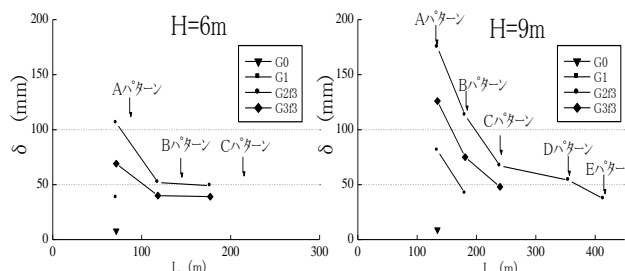 H=6m
200
150
100
50
0
δ (mm)
Aパターン
Bパターン
Cパターン
G0
G1
G2f3
G3f3
0
100
200
300
L (m)
H=9m
200
150
100
50
0
δ (mm)
Aパターン
Bパターン
Cパターン
Dパターン
Eパターン
G0
G1
G2f3
G3f3
0
100
200
300
400
L (m)